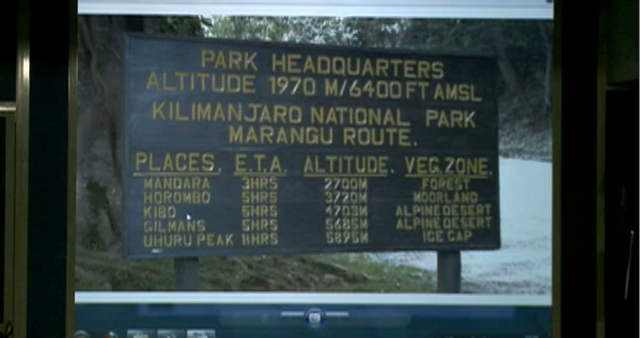 PARK HEADQUARTERS
ALTITUDE 1970 M/6400 FT AMSL
KILIMANJARO NATIONAL PARK
MARANGU ROUTE.
PLACES. E.T.A. ALTITUDE. VEG.ZONE.
MANDARA 3HRS 2700M FOREST
HOROMBO 5HRS 3720M MOORLAND
KIBO 5HRS 4703M ALPINE DESERT
GILMANS 5HRS 5685M ALPINE DESERT
UHURU PEAK 11HRS 5895M ICE CAP